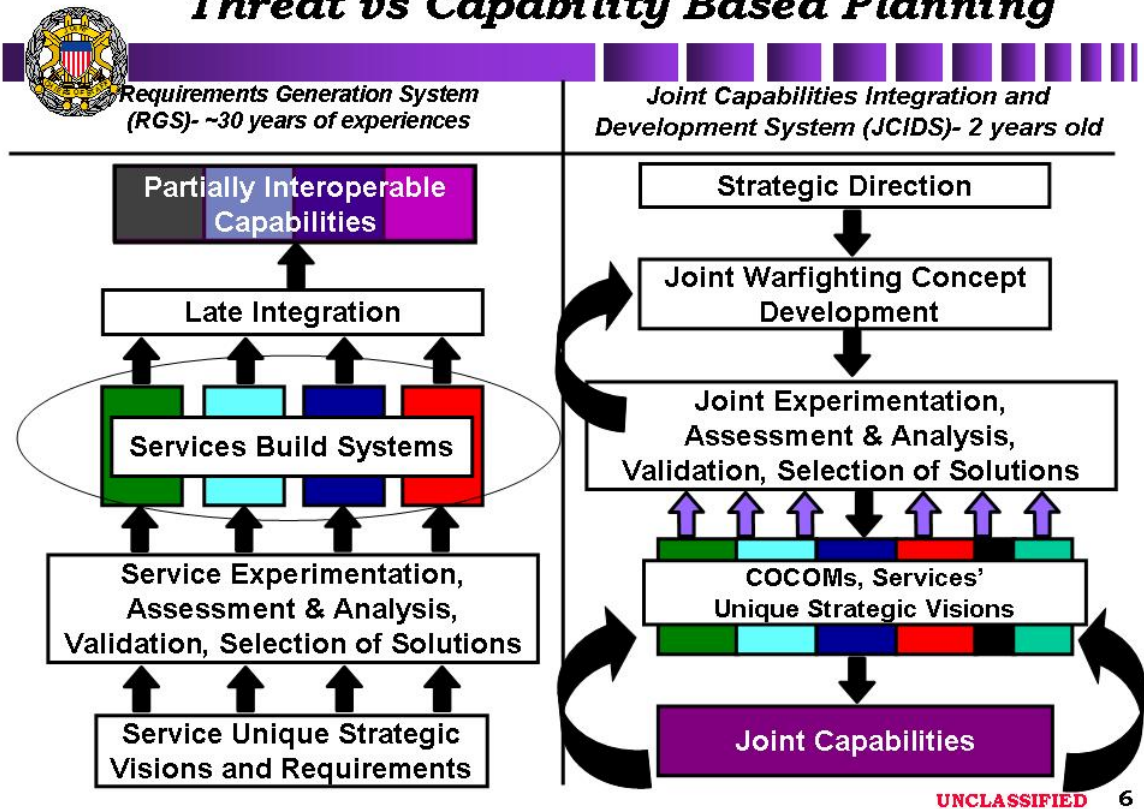 Threat vs Capability Based Planning
Requirements Generation System
(RGS)- ~30 years of experiences
Partially Interoperable
Capabilities
Late Integration
Services Build Systems
Service Experimentation,
Assessment & Analysis,
Validation, Selection of Solutions
Service Unique Strategic
Visions and Requirements
Joint Capabilities Integration and
Development System (JCIDS)- 2 years old
Strategic Direction
Joint Warfighting Concept
Development
Joint Experimentation,
Assessment & Analysis,
Validation, Selection of Solutions
COCOMs, Services’
Unique Strategic Visions
Joint Capabilities
UNCLASSIFIED 6